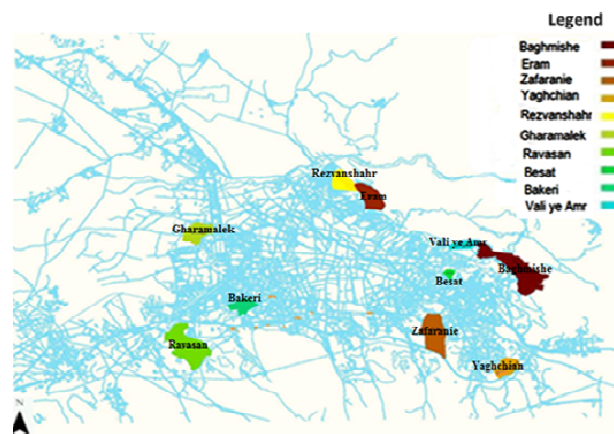 Legend
Baghmishe
Eram
Zafaranie
Yaghchian
Rezvanshahr
Gharamalek
Ravasan
Besat
Bakeri
Vali ye Amr
Rezvanshahr
Eram
Gharamalek
Vali ye Amr
Baghmishe
Besat
Bakeri
Zafaranie
Ravasan
Yaghchian
N